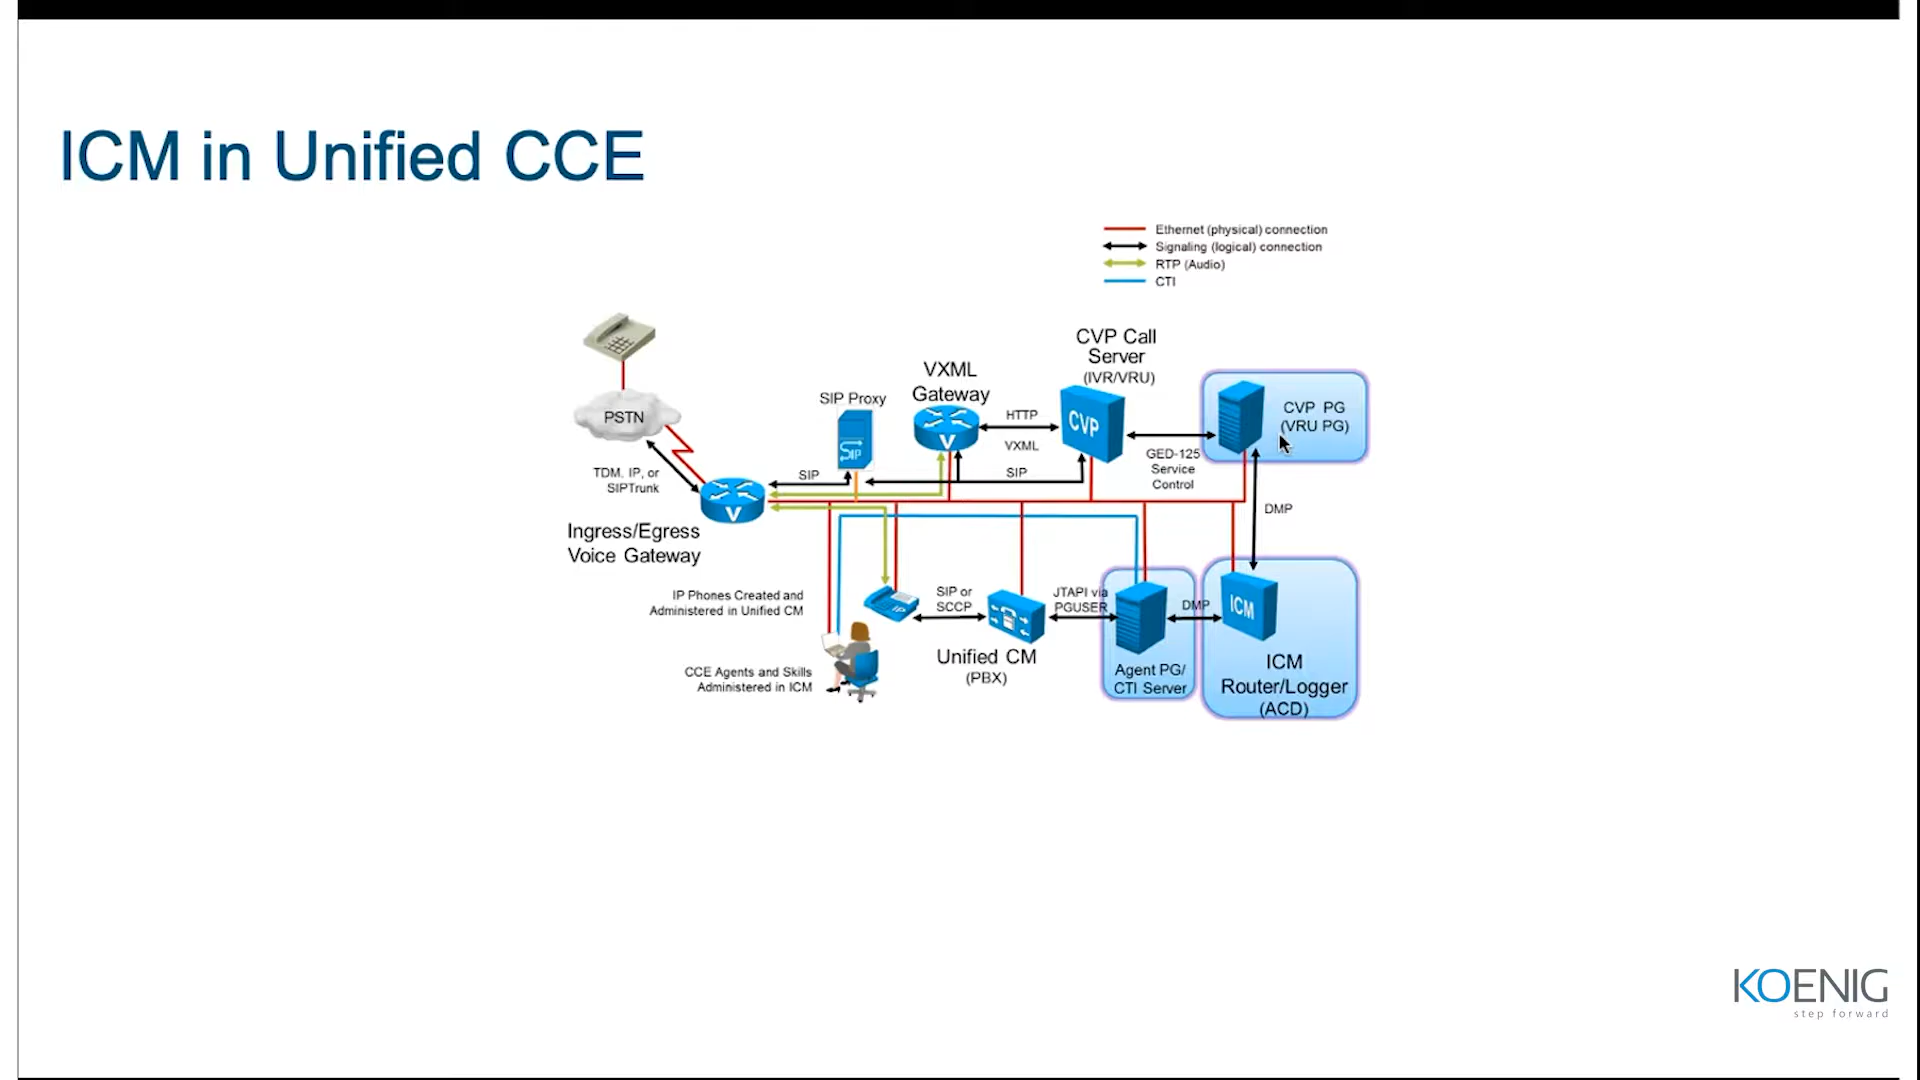 ICM in Unified CCE
Ethernet (physical) connection
Signaling (logical) connection
RTP (Audio)
CTI
CVP Call
Server
(IVR/VRU)
VXML
Gateway
SIP Proxy
SIP
PSTN
HTTP
VXML
CVP
CVP PG
(VRU PG)
GED-125
Service
Control
TDM, IP, or
SIPTrunk
SIP
SIP
V
V
DMP
Ingress/Egress
Voice Gateway
IP Phones Created and
Administered in Unified CM
IP
SIP or
SCCP
JTAPI via
PGUSER
DMP
ICM
Unified CM
(PBX)
CCE Agents and Skills
Administered in ICM
Agent PG/
CTI Server
ICM
Router/Logger
(ACD)
KOENIG
step forward